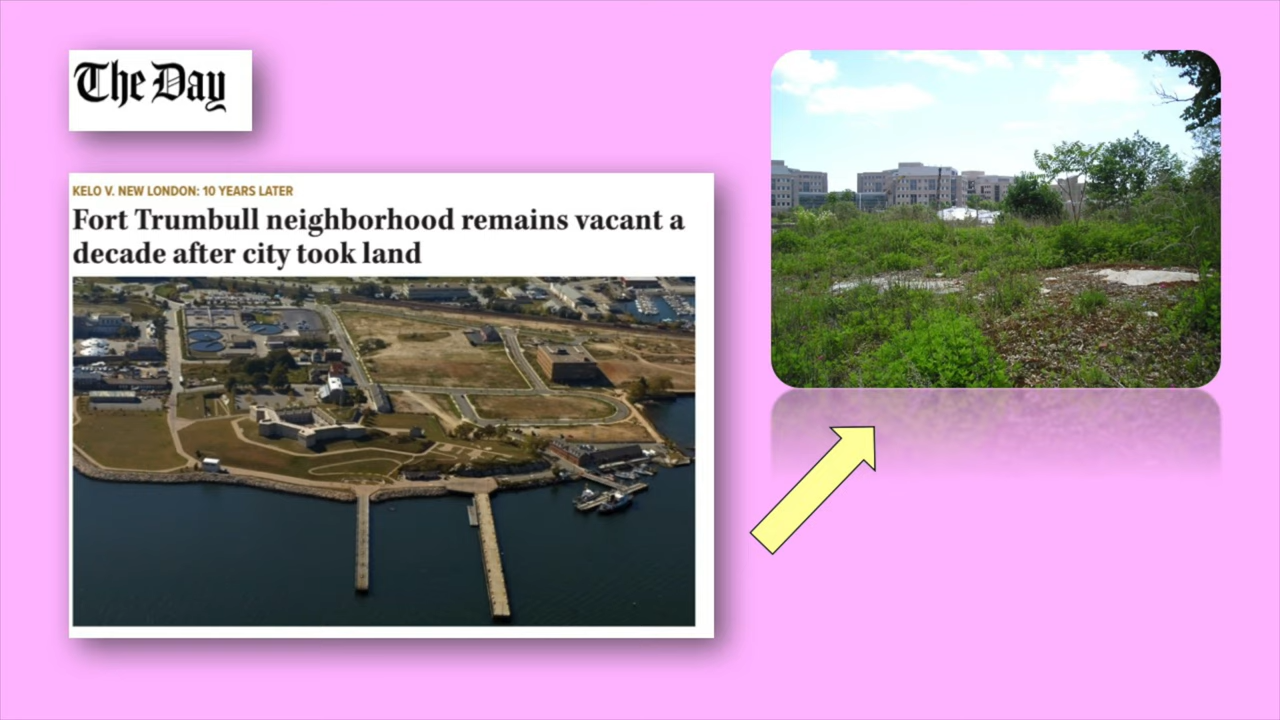 The Day
KELO V. NEW LONDON: 10 YEARS LATER
Fort Trumbull neighborhood remains vacant a
decade after city took land